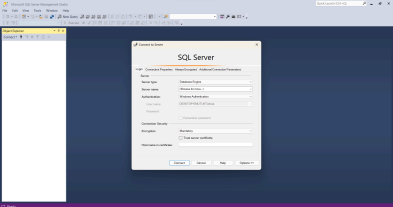 Microsoft SQL Server Management Studio
Quick Launch (Ctrl+Q)
File Edit View Tools Window Help
New Query
Execute
Object Explorer
Connect
Connect to Server
SQL Server
Login Connection Properties Always Encrypted Additional Connection Parameters
Server
Server type: Database Engine
Server name:
Authentication: Windows Authentication
User name:
Password:
Remember password
Connection Security
Encryption: Mandatory
Trust server certificate
Host name in certificate:
Connect Cancel Help Options >>
Ready